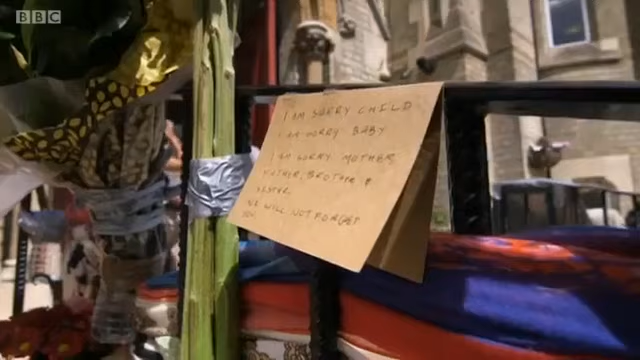 BBC
I AM SORRY CHILD
I AM SORRY BABY
I AM SORRY MOTHER,
FATHER, BROTHER &
SISTER
WE WILL NOT FORGET
YOU